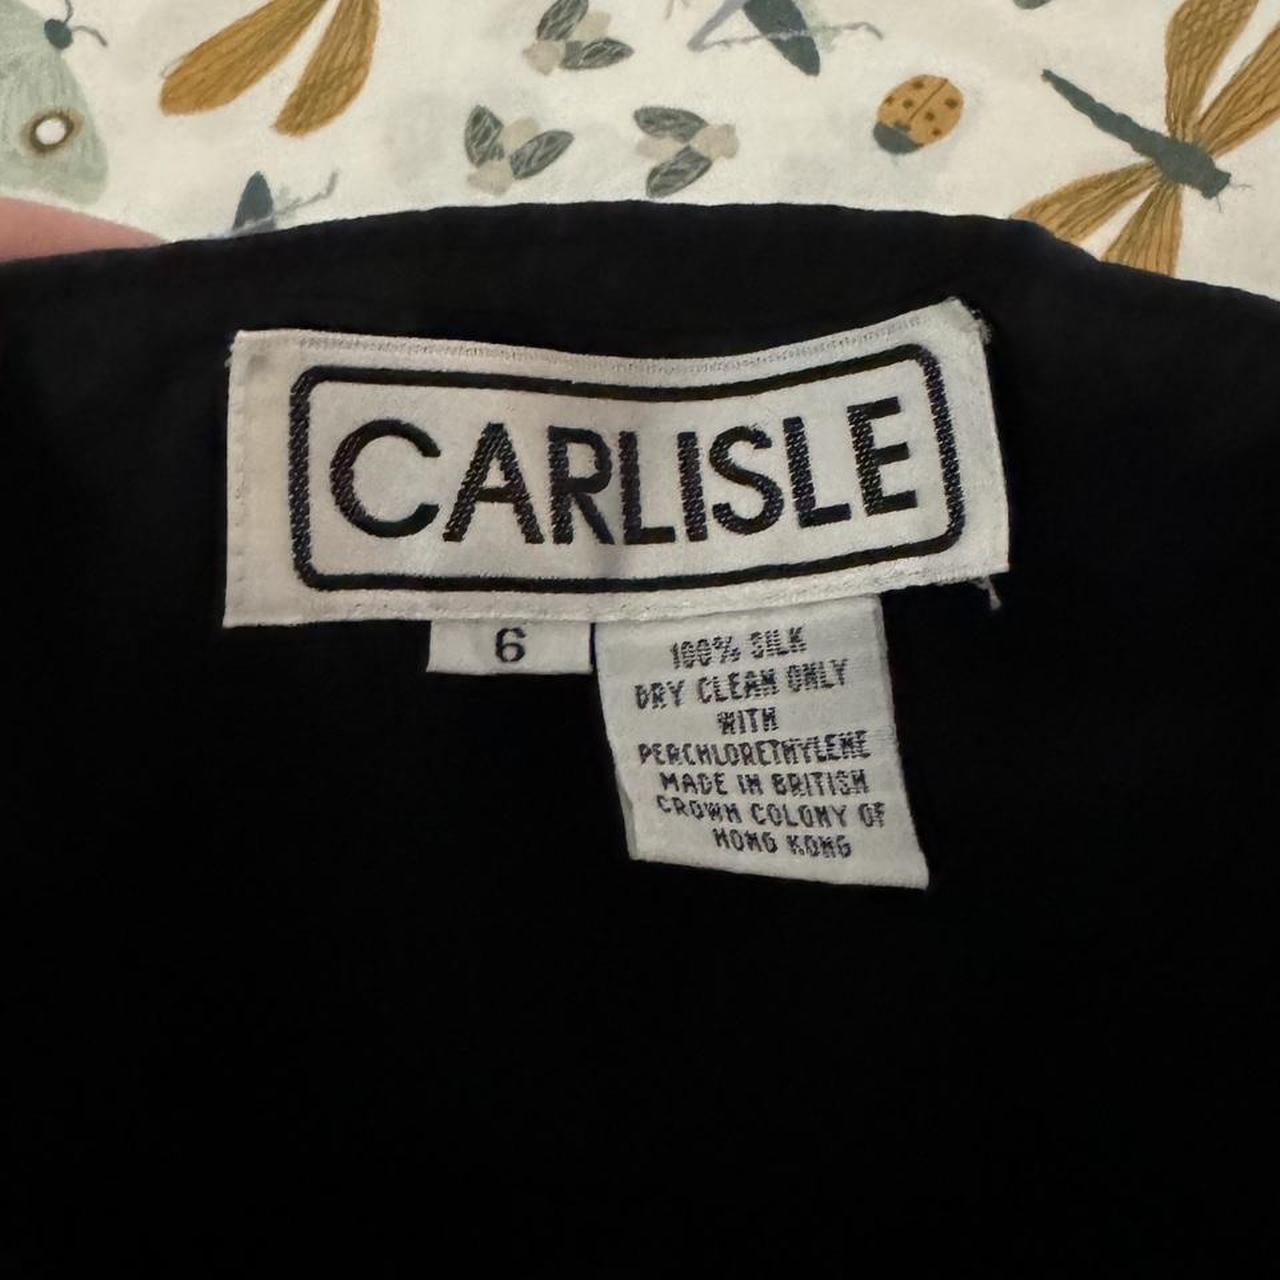 CARLISLE
6
100% SILK
DRY CLEAN ONLY
WITH
PERCHLORETHYLENE
MADE IN BRITISH
CROWN COLONY OF
HONG KONG